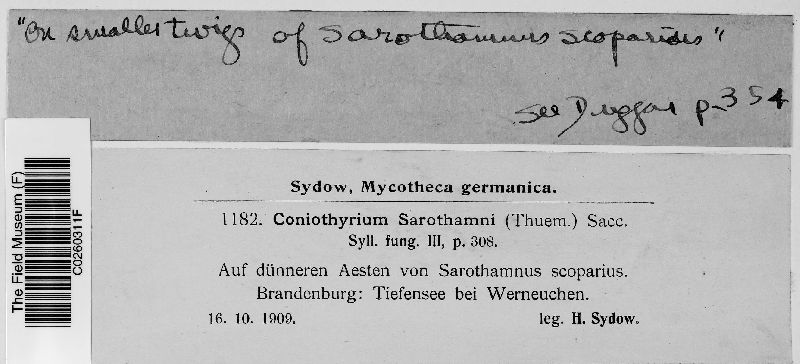 "On smaller twigs of Sarothamnus scoparius"
See Duggar p. 354
Sydow, Mycotheca germanica.
1182. Coniothyrium Sarothamni (Thuem.) Sacc.
Syll. fung. III, p. 308.
Auf dünneren Aesten von Sarothamnus scoparius.
Brandenburg: Tiefensee bei Werneuchen.
16. 10. 1909. leg. H. Sydow.
The Field Museum (F)
C0260311F